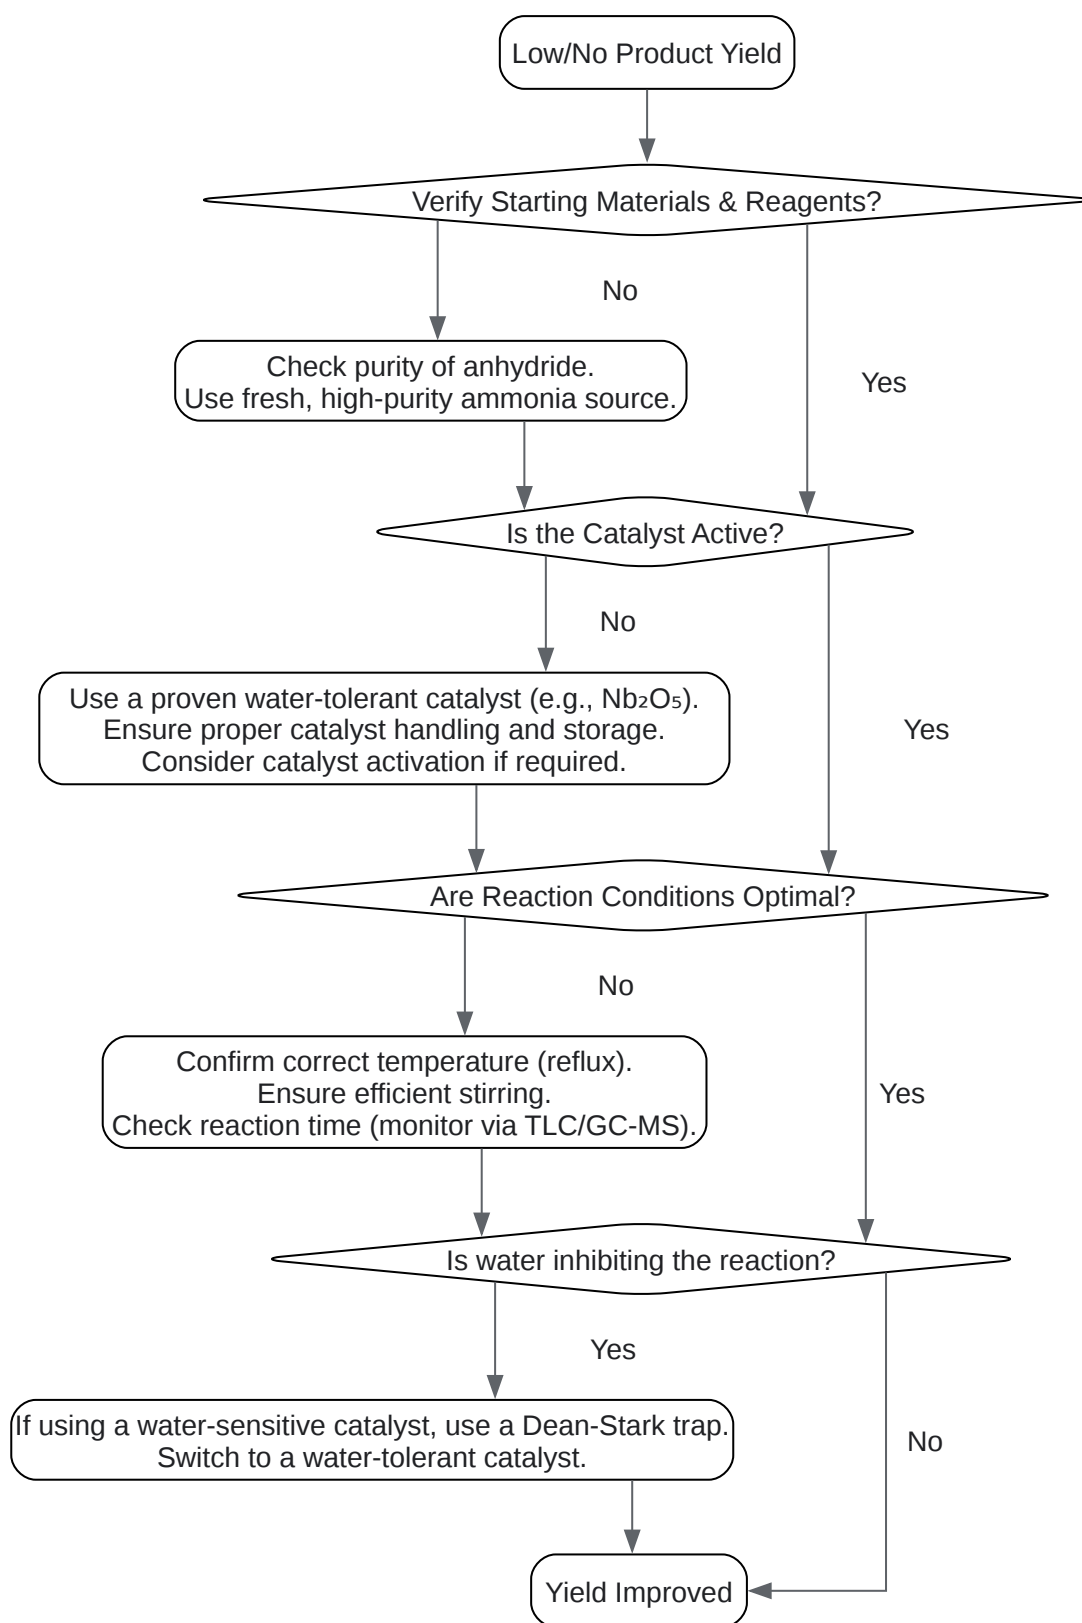 Low/No Product Yield
Verify Starting Materials & Reagents?
No
Check purity of anhydride.
Use fresh, high-purity ammonia source.
Yes
Is the Catalyst Active?
No
Use a proven water-tolerant catalyst (e.g., Nb₂O₅).
Ensure proper catalyst handling and storage.
Consider catalyst activation if required.
Yes
Are Reaction Conditions Optimal?
No
Confirm correct temperature (reflux).
Ensure efficient stirring.
Check reaction time (monitor via TLC/GC-MS).
Yes
Is water inhibiting the reaction?
Yes
If using a water-sensitive catalyst, use a Dean-Stark trap.
Switch to a water-tolerant catalyst.
No
Yield Improved